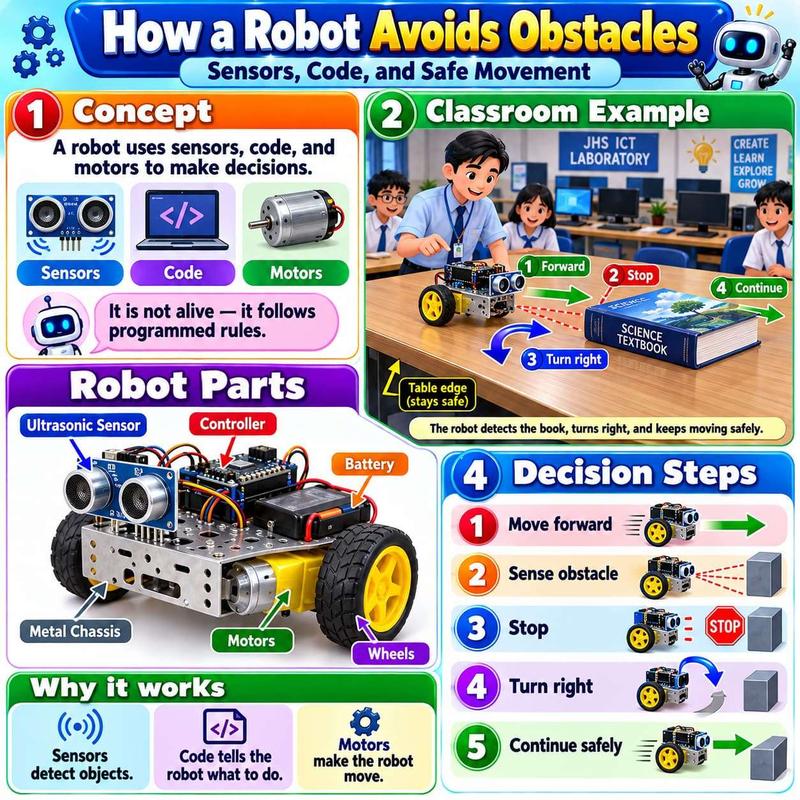 How a Robot Avoids Obstacles
Sensors, Code, and Safe Movement
1 Concept
A robot uses sensors, code, and
motors to make decisions.
</>
Sensors
Code
Motors
It is not alive — it follows
programmed rules.
2 Classroom Example
JHS ICT
LABORATORY
CREATE
LEARN
EXPLORE
GROW
1 Forward
2 Stop
4 Continue
3 Turn right
SCIENCE
SCIENCE
TEXTBOOK
Table edge
(stays safe)
The robot detects the book, turns right, and keeps moving safely.
Robot Parts
Ultrasonic Sensor
Controller
Battery
Metal Chassis
Motors
Wheels
4 Decision Steps
1 Move forward
2 Sense obstacle
3 Stop
STOP
4 Turn right
5 Continue safely
Why it works
Sensors
detect objects.
</>
Code tells the
robot what to do.
Motors
make the robot
move.